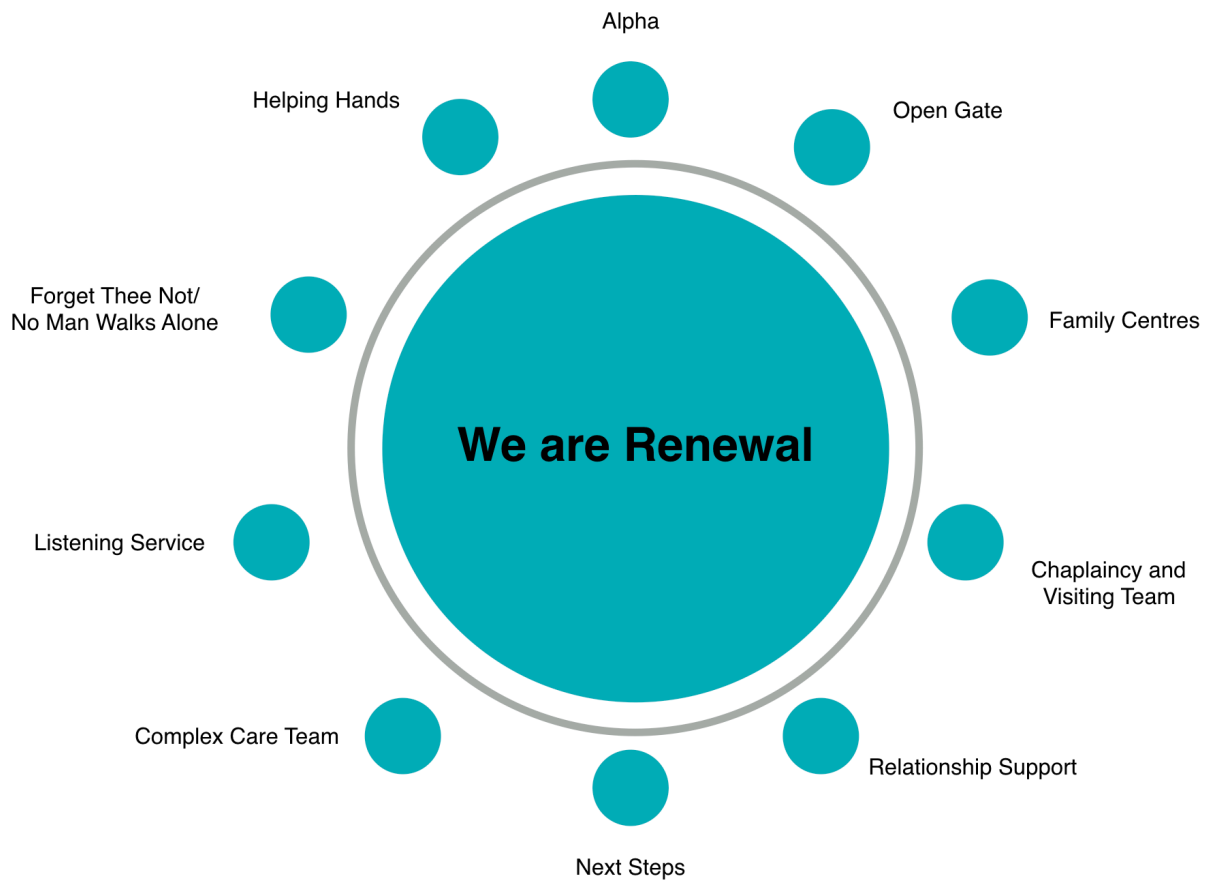 Alpha
Helping Hands
Open Gate
Forget Thee Not/
No Man Walks Alone
Family Centres
We are Renewal
Listening Service
Chaplaincy and
Visiting Team
Complex Care Team
Relationship Support
Next Steps